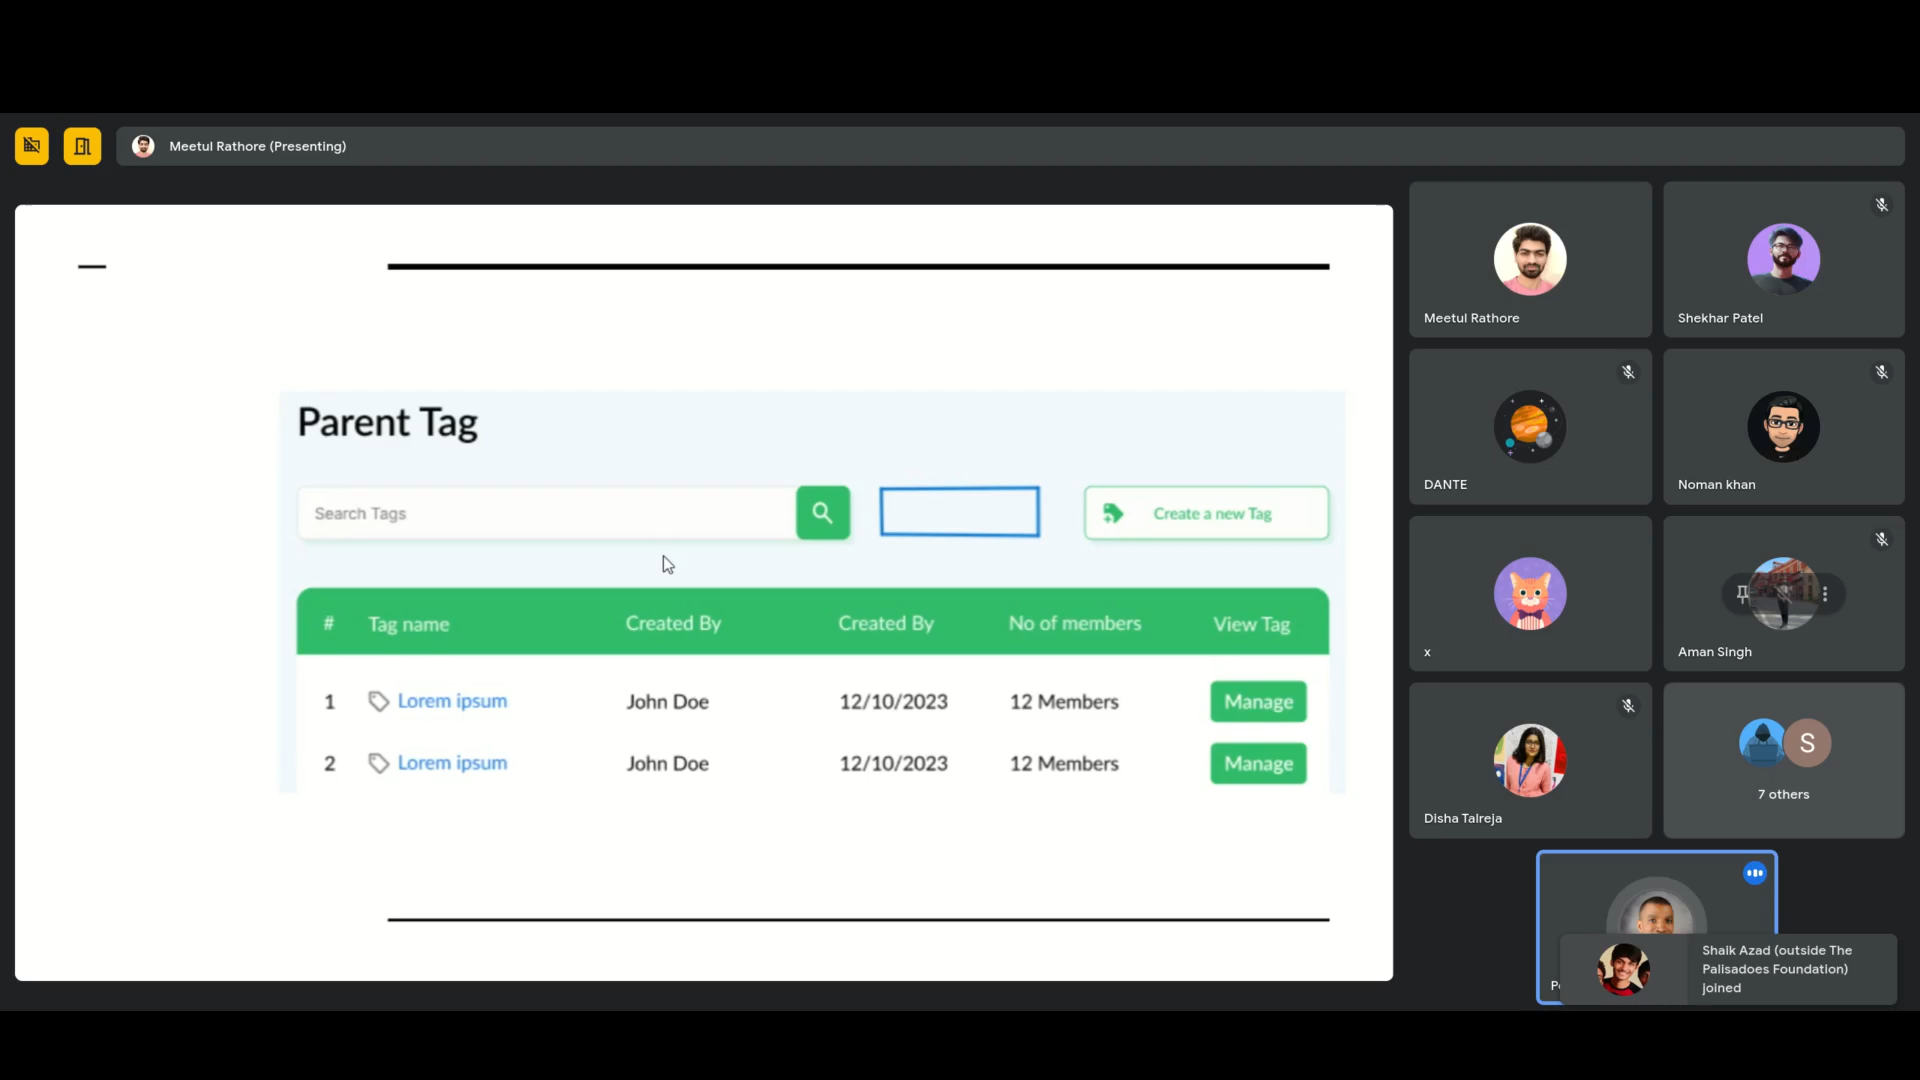 Meetul Rathore (Presenting)
Parent Tag
Search Tags
Create a new Tag
# Tag name Created By Created By No of members View Tag
1 Lorem ipsum John Doe 12/10/2023 12 Members Manage
2 Lorem ipsum John Doe 12/10/2023 12 Members Manage
Meetul Rathore
Shekhar Patel
DANTE
Noman khan
x
Aman Singh
Disha Talreja
S
7 others
Shaik Azad (outside The
Palisadoes Foundation)
joined